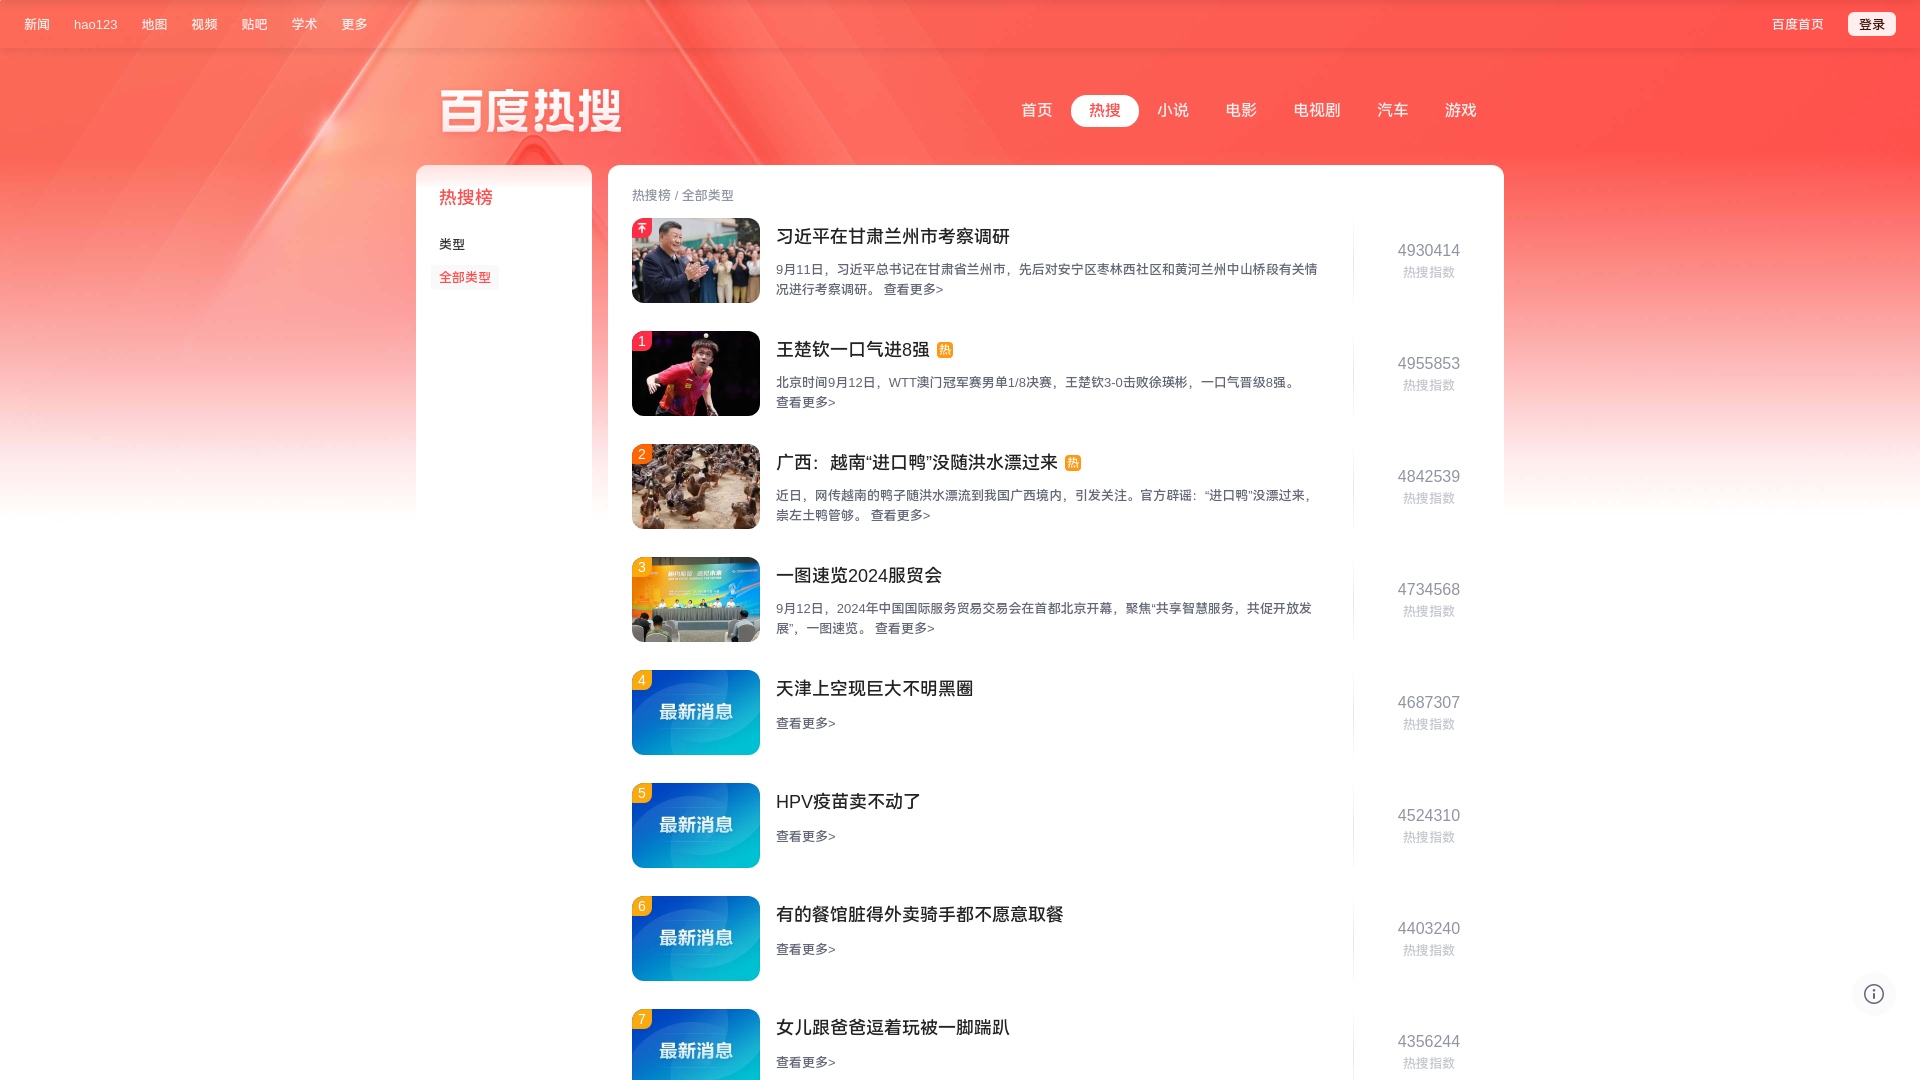 新闻 hao123 地图 视频 贴吧 学术 更多 百度首页 登录
百度热搜
首页 热搜 小说 电影 电视剧 汽车 游戏
热搜榜
类型
全部类型
热搜榜 / 全部类型
习近平在甘肃兰州市考察调研
9月11日，习近平总书记在甘肃省兰州市，先后对安宁区枣林西社区和黄河兰州中山桥段有关情
况进行考察调研。 查看更多>
4930414
热搜指数
1
王楚钦一口气进8强 热
北京时间9月12日，WTT澳门冠军赛男单1/8决赛，王楚钦3-0击败徐瑛彬，一口气晋级8强。
查看更多>
4955853
热搜指数
2
广西：越南“进口鸭”没随洪水漂过来 热
近日，网传越南的鸭子随洪水漂流到我国广西境内，引发关注。官方辟谣：“进口鸭”没漂过来，
崇左土鸭管够。 查看更多>
4842539
热搜指数
3
一图速览2024服贸会
9月12日，2024年中国国际服务贸易交易会在首都北京开幕，聚焦“共享智慧服务，共促开放发
展”，一图速览。 查看更多>
4734568
热搜指数
4
最新消息
天津上空现巨大不明黑圈
查看更多>
4687307
热搜指数
5
最新消息
HPV疫苗卖不动了
查看更多>
4524310
热搜指数
6
最新消息
有的餐馆脏得外卖骑手都不愿意取餐
查看更多>
4403240
热搜指数
7
最新消息
女儿跟爸爸逗着玩被一脚踹趴
查看更多>
4356244
热搜指数